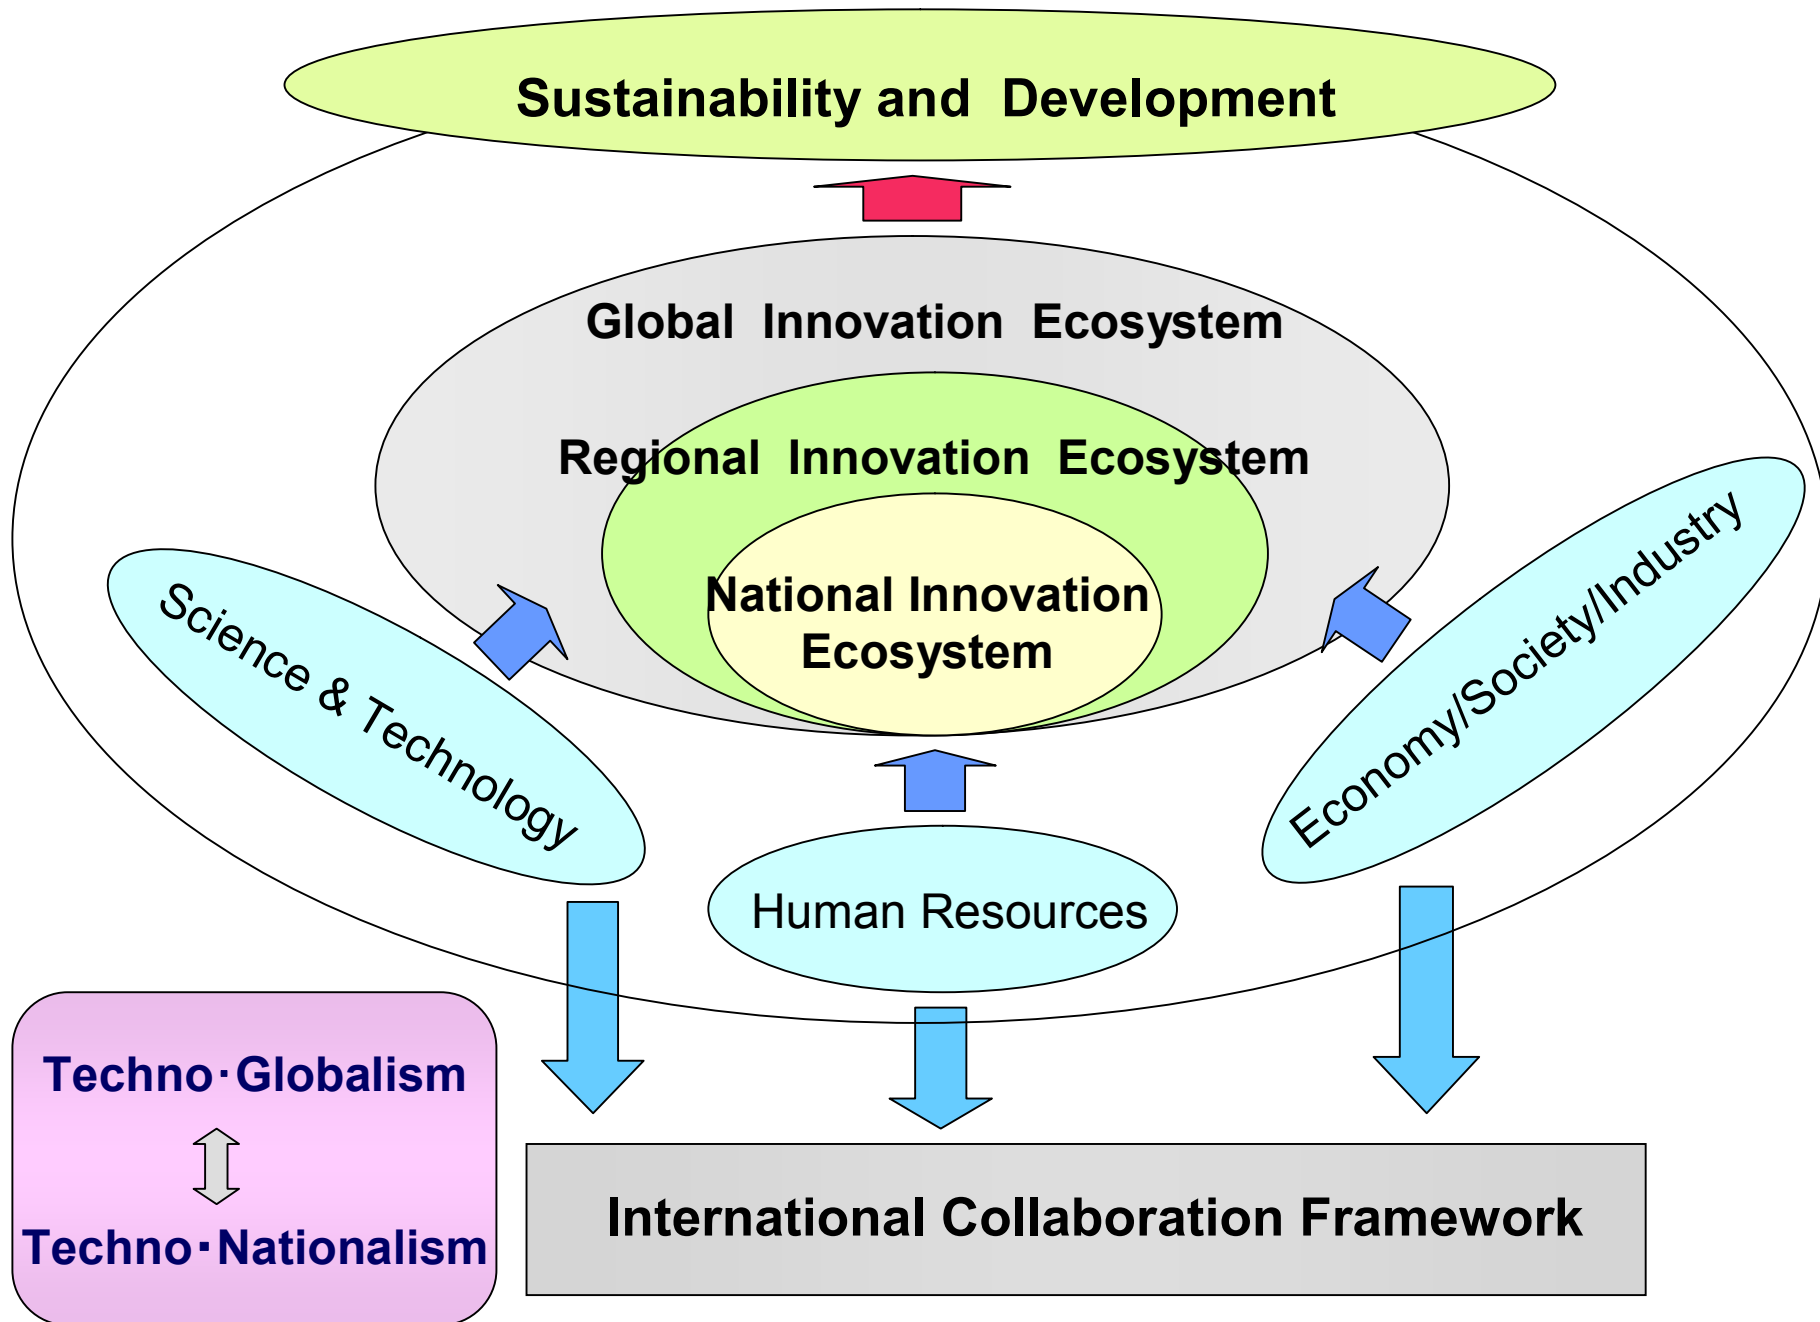 Sustainability and Development
Global Innovation Ecosystem
Regional Innovation Ecosystem
National Innovation
Ecosystem
Science & Technology
Economy/Society/Industry
Human Resources
Techno・Globalism
Techno・Nationalism
International Collaboration Framework